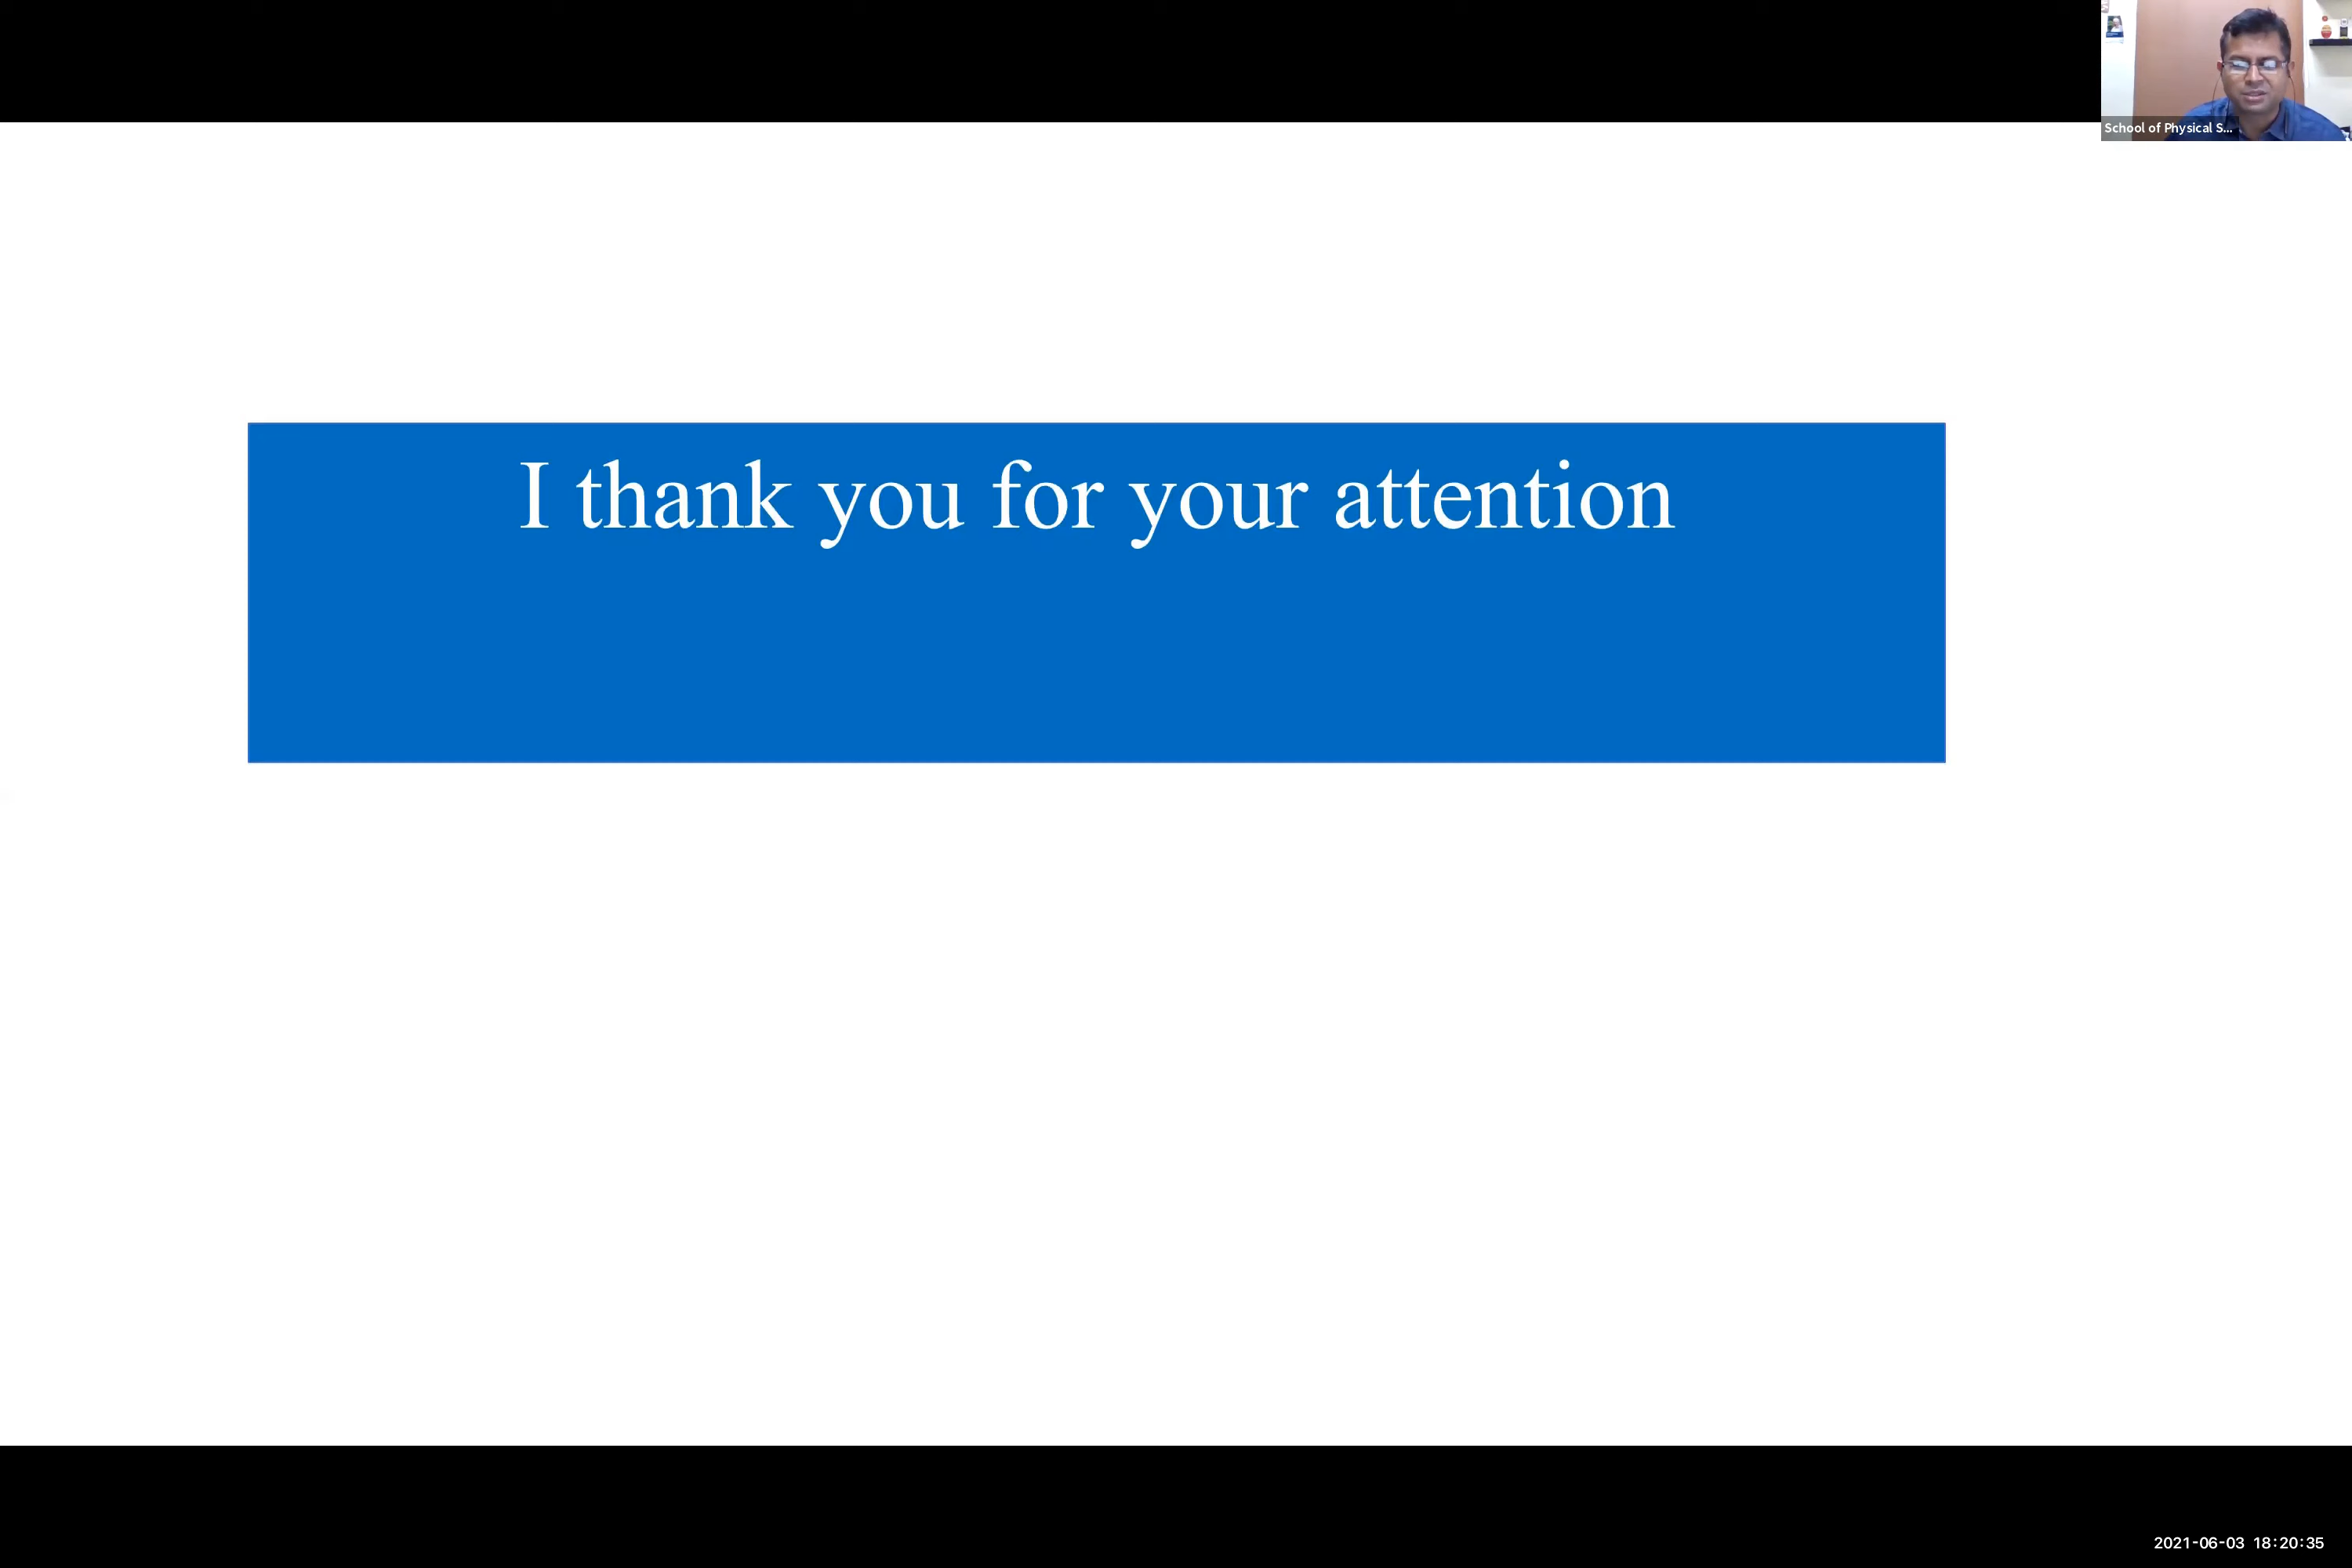 School of Physical S...
I thank you for your attention
2021-06-03 18:20:35